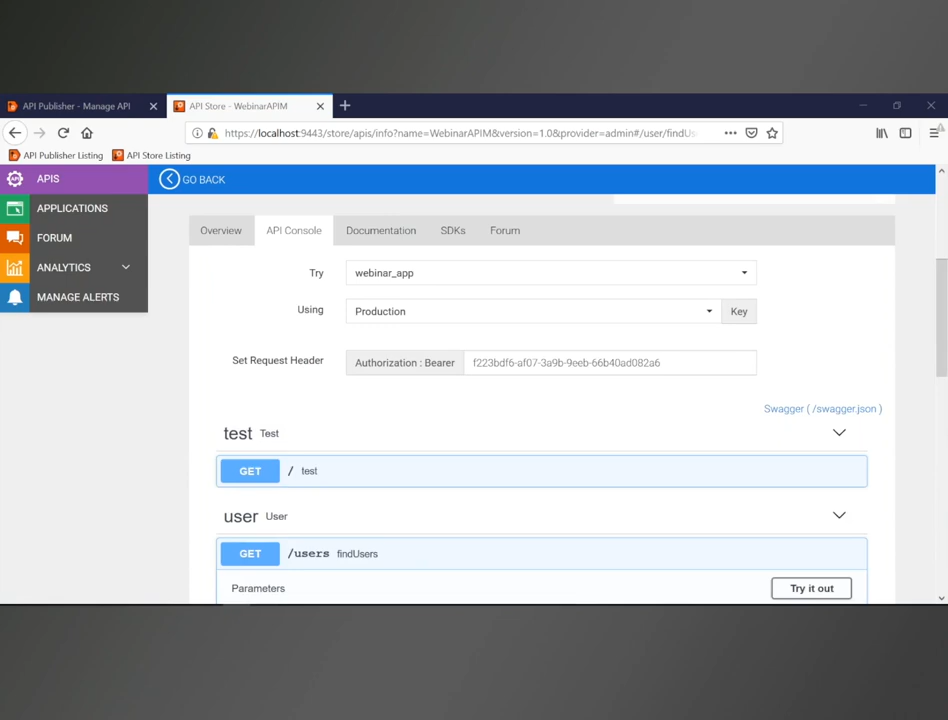 API Publisher - Manage API
API Store - WebinarAPIM
https://localhost:9443/store/apis/info?name=WebinarAPIM&version=1.0&provider=admin#/user/findUs
API Publisher Listing
API Store Listing
APIS
GO BACK
APPLICATIONS
FORUM
ANALYTICS
MANAGE ALERTS
Overview
API Console
Documentation
SDKs
Forum
Try
webinar_app
Using
Production
Key
Set Request Header
Authorization : Bearer
f223bdf6-af07-3a9b-9eeb-66b40ad082a6
Swagger ( /swagger.json )
test Test
GET / test
user User
GET /users findUsers
Parameters
Try it out